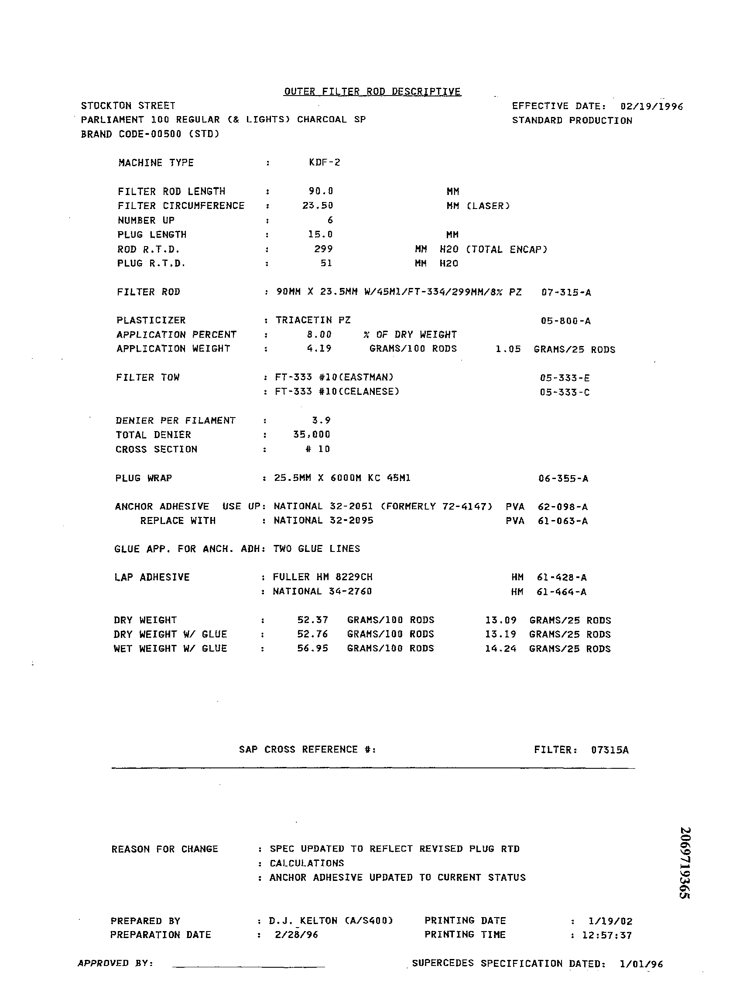 OUTER FILTER ROD DESCRIPTIVE
STOCKTON STREET EFFECTIVE DATE: 02/19/1996
PARLIAMENT 100 REGULAR (& LIGHTS) CHARCOAL SP STANDARD PRODUCTION
BRAND CODE-00500 (STD)
MACHINE TYPE : KDF-2
FILTER ROD LENGTH : 90.0 MM
FILTER CIRCUMFERENCE : 23.50 MM (LASER)
NUMBER UP : 6
PLUG LENGTH : 15.0 MM
ROD R.T.D. : 299 MM H2O (TOTAL ENCAP)
PLUG R.T.D. : 51 MM H2O
FILTER ROD : 90MM X 23.5MM W/45M1/FT-334/299MM/8% PZ 07-315-A
PLASTICIZER : TRIACETIN PZ 05-800-A
APPLICATION PERCENT : 8.00 % OF DRY WEIGHT
APPLICATION WEIGHT : 4.19 GRAMS/100 RODS 1.05 GRAMS/25 RODS
FILTER TOW : FT-333 #10(EASTMAN) 05-333-E
: FT-333 #10(CELANESE) 05-333-C
DENIER PER FILAMENT : 3.9
TOTAL DENIER : 35,000
CROSS SECTION : # 10
PLUG WRAP : 25.5MM X 6000M KC 45M1 06-355-A
ANCHOR ADHESIVE USE UP: NATIONAL 32-2051 (FORMERLY 72-4147) PVA 62-098-A
REPLACE WITH : NATIONAL 32-2095 PVA 61-063-A
GLUE APP. FOR ANCH. ADH: TWO GLUE LINES
LAP ADHESIVE : FULLER HM 8229CH HM 61-428-A
: NATIONAL 34-2760 HM 61-464-A
DRY WEIGHT : 52.37 GRAMS/100 RODS 13.09 GRAMS/25 RODS
DRY WEIGHT W/ GLUE : 52.76 GRAMS/100 RODS 13.19 GRAMS/25 RODS
WET WEIGHT W/ GLUE : 56.95 GRAMS/100 RODS 14.24 GRAMS/25 RODS
SAP CROSS REFERENCE #: FILTER: 07315A
REASON FOR CHANGE : SPEC UPDATED TO REFLECT REVISED PLUG RTD
: CALCULATIONS
: ANCHOR ADHESIVE UPDATED TO CURRENT STATUS
2069719365
PREPARED BY : D.J. KELTON (A/S400) PRINTING DATE : 1/19/02
PREPARATION DATE : 2/28/96 PRINTING TIME : 12:57:37
APPROVED BY: SUPERCEDES SPECIFICATION DATED: 1/01/96